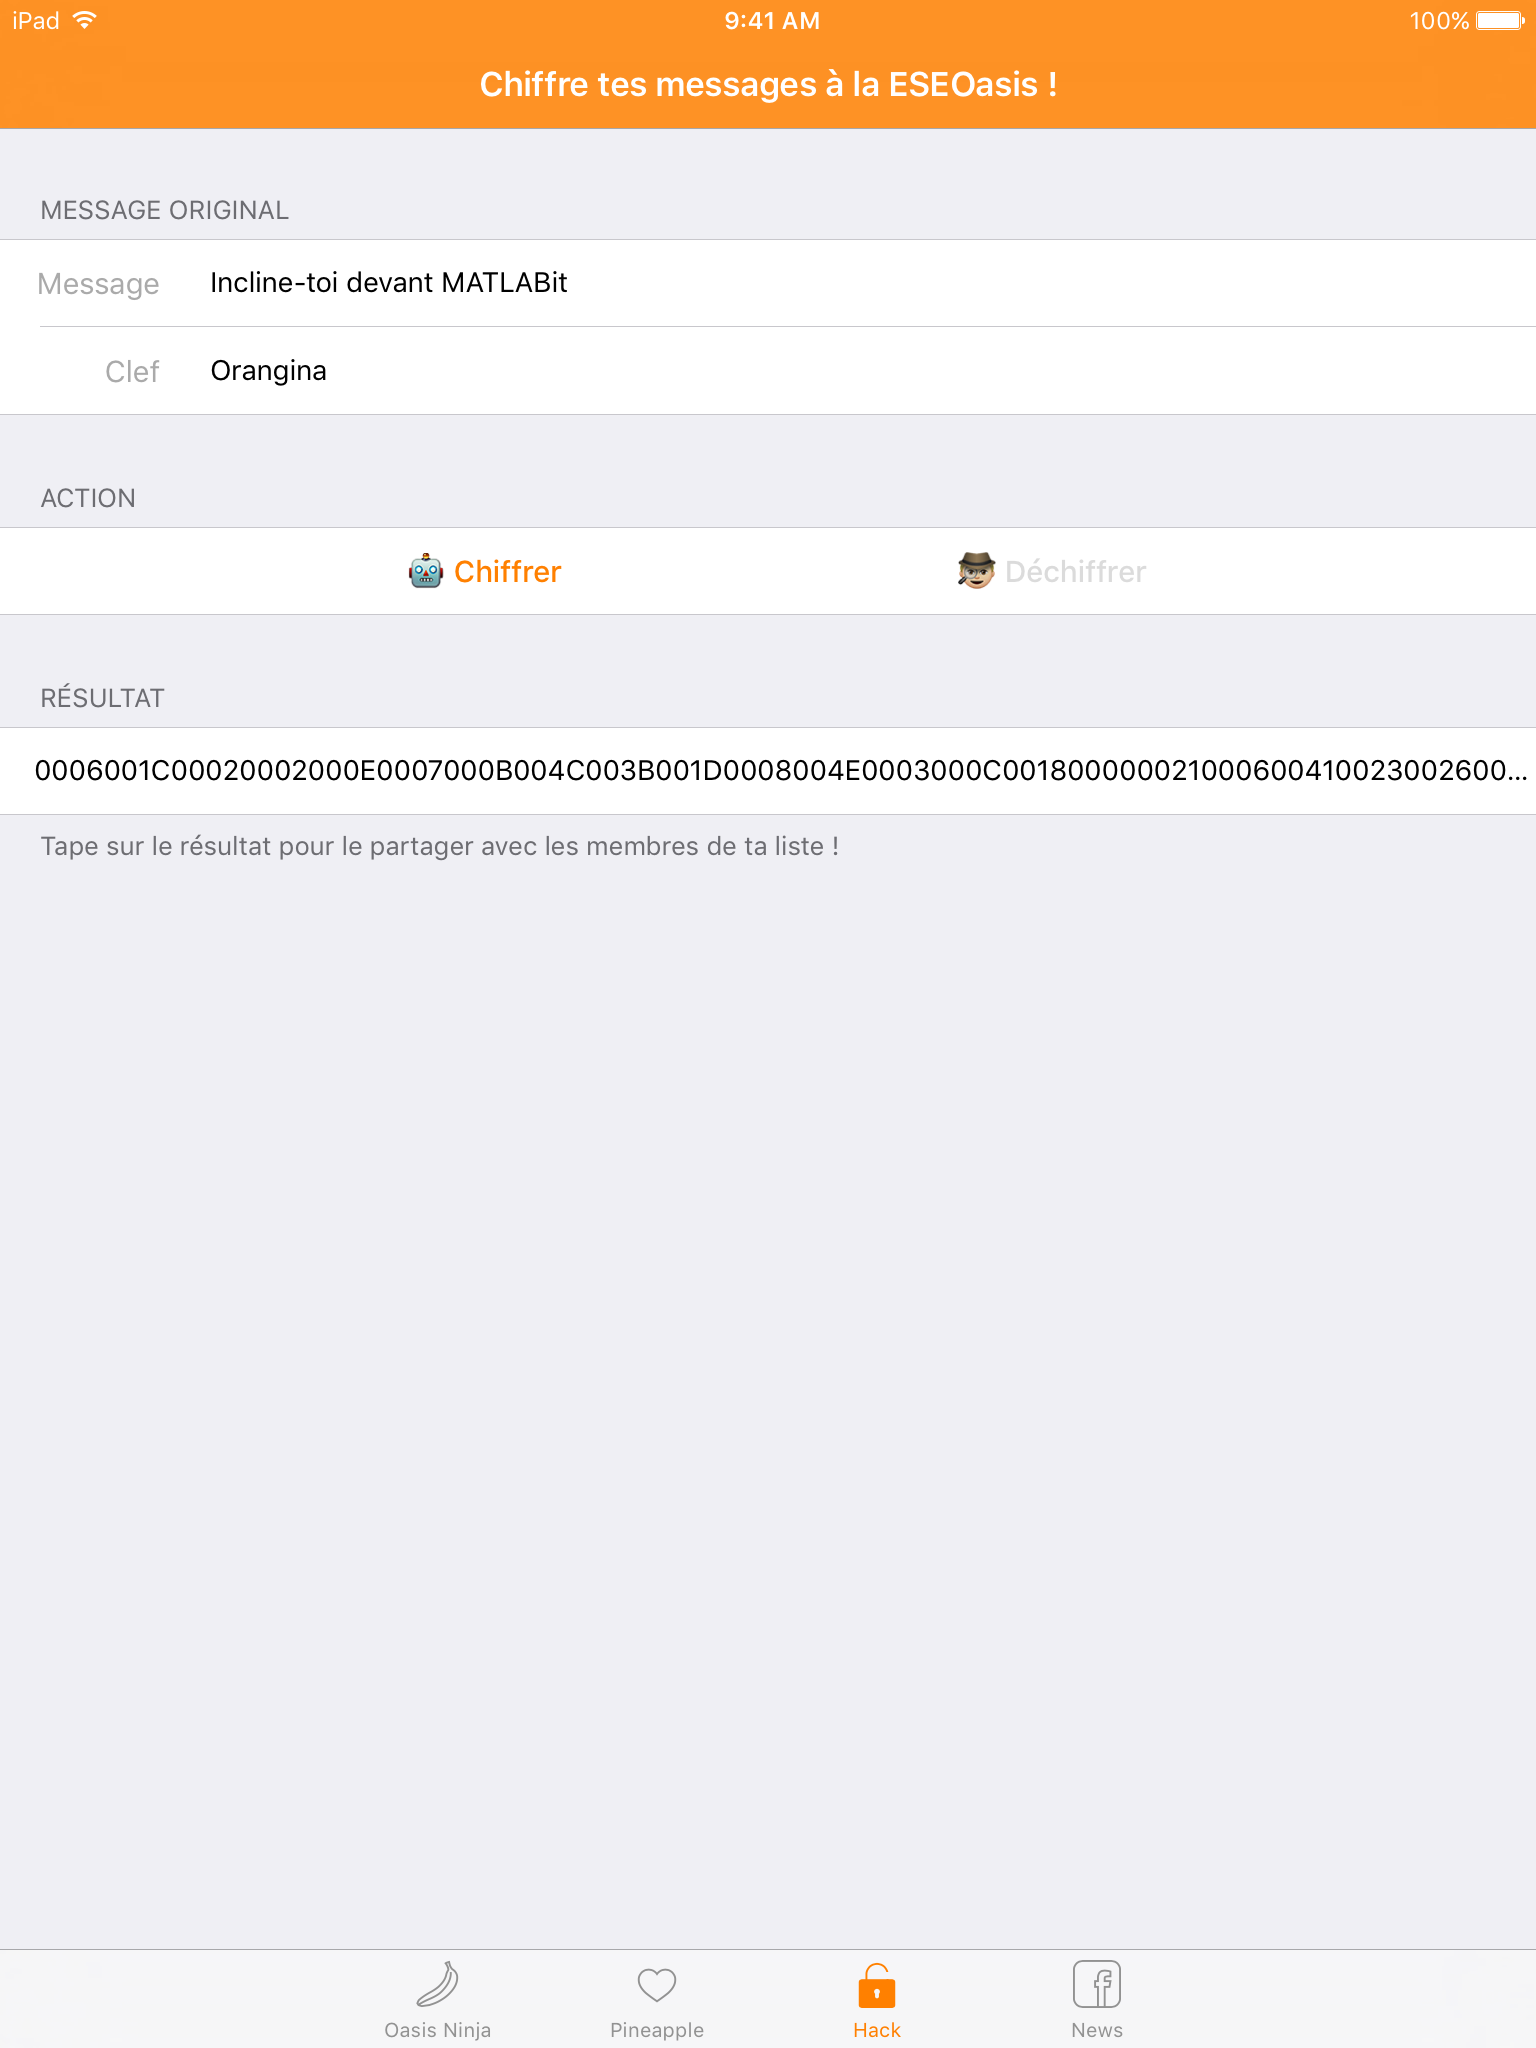 iPad 9:41 AM 100%
Chiffre tes messages à la ESEOasis !
MESSAGE ORIGINAL
Message Incline-toi devant MATLABit
Clef Orangina
ACTION
Chiffrer Déchiffrer
RÉSULTAT
0006001C00020002000E0007000B004C003B001D0008004E0003000C001800000021000600410023002600...
Tape sur le résultat pour le partager avec les membres de ta liste !
Oasis Ninja Pineapple Hack News